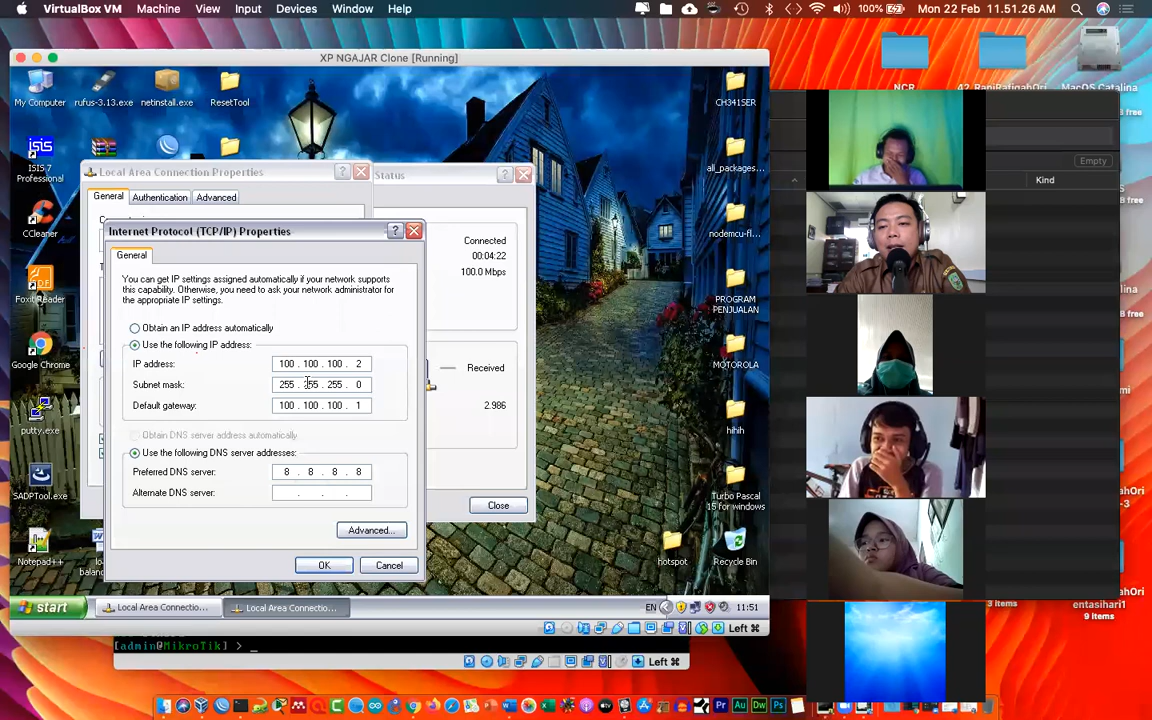 VirtualBox VM Machine View Input Devices Window Help 100% Mon 22 Feb 11.51.26 AM
XP NGAJAR Clone [Running]
My Computer
rufus-3.13.exe
netinstall.exe
ResetTool
CH341SER
NCR
MacOS Catalina
ISIS 7
Professional
all_packages...
Local Area Connection Properties
Status
General Authentication Advanced
Empty
Kind
CCleaner
Internet Protocol (TCP/IP) Properties
General
Connected
00:04:22
100.0 Mbps
nodemcu-fl...
You can get IP settings assigned automatically if your network supports
this capability. Otherwise, you need to ask your network administrator for
the appropriate IP settings.
Foxit Reader
PROGRAM
PENJUALAN
Obtain an IP address automatically
Use the following IP address:
IP address: 100 . 100 . 100 . 2
Subnet mask: 255 . 255 . 255 . 0
Default gateway: 100 . 100 . 100 . 1
Google Chrome
Received
2.986
MOTOROLA
putty.exe
hihih
Obtain DNS server address automatically
Use the following DNS server addresses:
Preferred DNS server: 8 . 8 . 8 . 8
Alternate DNS server: . . .
SADPTool.exe
Turbo Pascal
15 for windows
Close
Advanced...
OK Cancel
Notepad++
hotspot
Recycle Bin
start
Local Area Connectio...
Local Area Connectio...
EN
11:51
Left ⌘
[admin@MikroTik] > _
Left ⌘
3 items
entasihari1
9 items